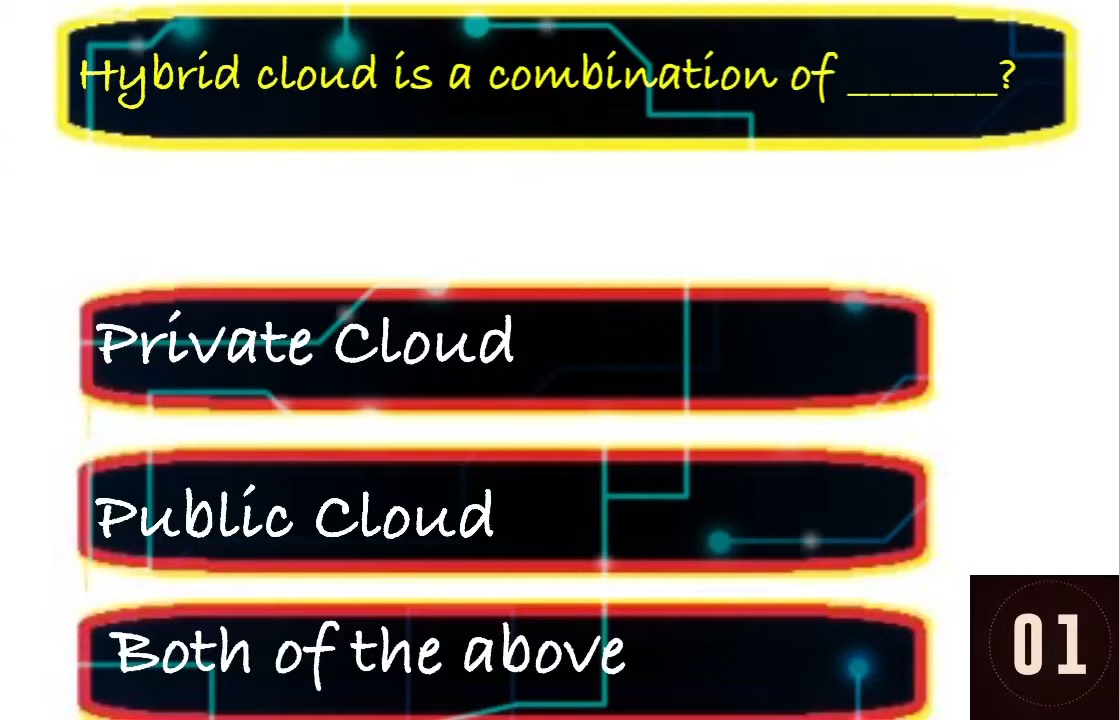 Hybrid cloud is a combination of _______?
Private Cloud
Public Cloud
Both of the above
01